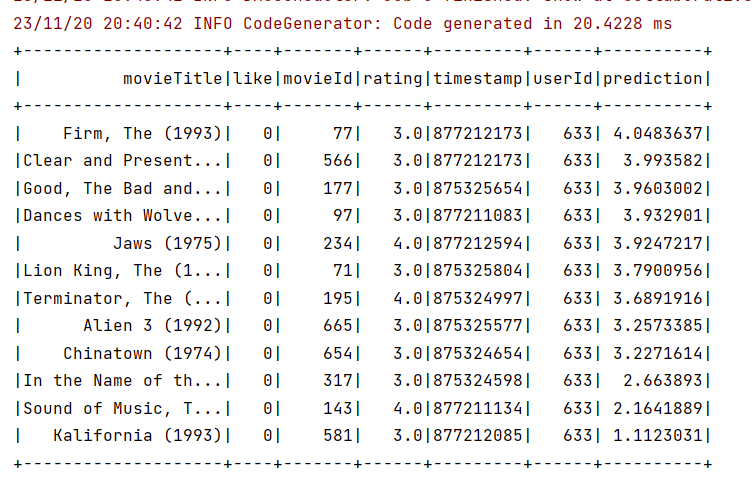 23/11/20 20:40:42 INFO CodeGenerator: Code generated in 20.4228 ms
+--------------------+----+-------+------+---------+------+----------+
|          movieTitle|like|movieId|rating|timestamp|userId|prediction|
+--------------------+----+-------+------+---------+------+----------+
|    Firm, The (1993)|   0|     77|   3.0|877212173|   633| 4.0483637|
|Clear and Present...|   0|    566|   3.0|877212173|   633|  3.993582|
|Good, The Bad and...|   0|    177|   3.0|875325654|   633| 3.9603002|
|Dances with Wolve...|   0|     97|   3.0|877211083|   633|  3.932901|
|         Jaws (1975)|   0|    234|   4.0|877212594|   633| 3.9247217|
|Lion King, The (1...|   0|     71|   3.0|875325804|   633| 3.7900956|
|Terminator, The (...|   0|    195|   4.0|875324997|   633| 3.6891916|
|      Alien 3 (1992)|   0|    665|   3.0|875325577|   633| 3.2573385|
|    Chinatown (1974)|   0|    654|   3.0|875324654|   633| 3.2271614|
|In the Name of th...|   0|    317|   3.0|875324598|   633|  2.663893|
|Sound of Music, T...|   0|    143|   4.0|877211134|   633| 2.1641889|
|   Kalifornia (1993)|   0|    581|   3.0|877212085|   633| 1.1123031|
+--------------------+----+-------+------+---------+------+----------+